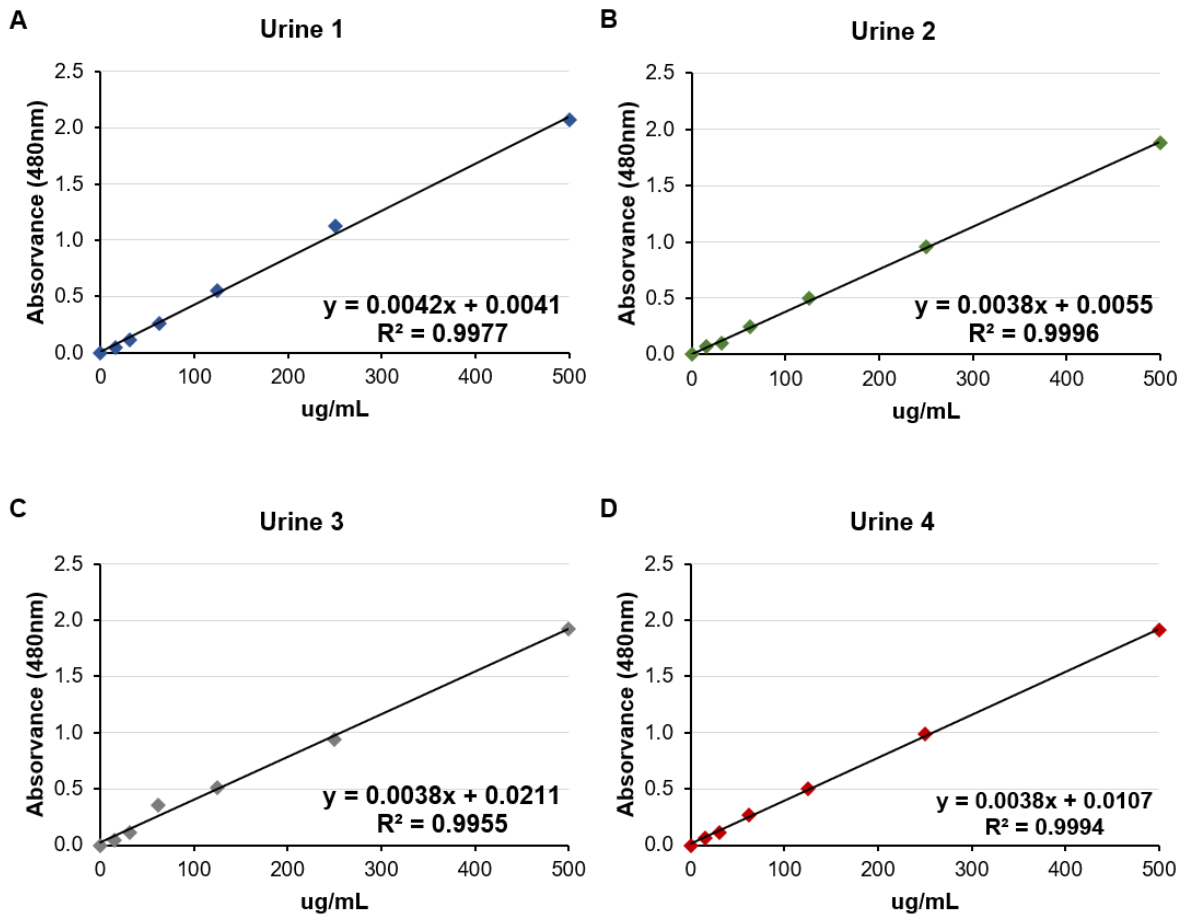 A
Urine 1
Absorvance (480nm)
2.5
2.0
1.5
1.0
0.5
0.0
y = 0.0042x + 0.0041
R² = 0.9977
0 100 200 300 400 500
ug/mL
B
Urine 2
Absorvance (480nm)
2.5
2.0
1.5
1.0
0.5
0.0
y = 0.0038x + 0.0055
R² = 0.9996
0 100 200 300 400 500
ug/mL
C
Urine 3
Absorvance (480nm)
2.5
2.0
1.5
1.0
0.5
0.0
y = 0.0038x + 0.0211
R² = 0.9955
0 100 200 300 400 500
ug/mL
D
Urine 4
Absorvance (480nm)
2.5
2.0
1.5
1.0
0.5
0.0
y = 0.0038x + 0.0107
R² = 0.9994
0 100 200 300 400 500
ug/mL